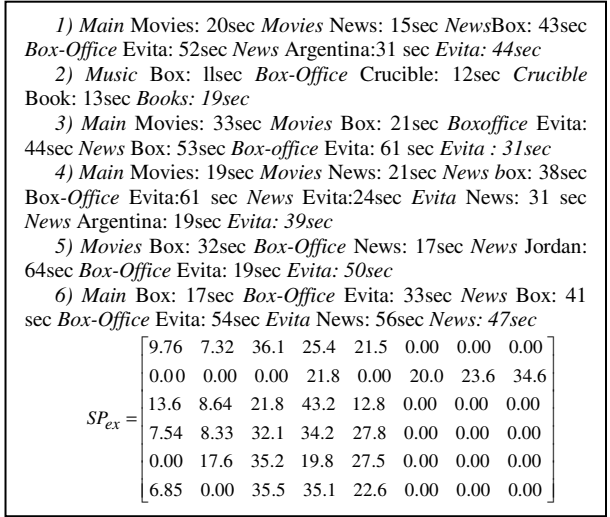 1) Main Movies: 20sec Movies News: 15sec NewsBox: 43sec
Box-Office Evita: 52sec News Argentina:31 sec Evita: 44sec
2) Music Box: llsec Box-Office Crucible: 12sec Crucible
Book: 13sec Books: 19sec
3) Main Movies: 33sec Movies Box: 21sec Boxoffice Evita:
44sec News Box: 53sec Box-office Evita: 61 sec Evita : 31sec
4) Main Movies: 19sec Movies News: 21sec News box: 38sec
Box-Office Evita:61 sec News Evita:24sec Evita News: 31 sec
News Argentina: 19sec Evita: 39sec
5) Movies Box: 32sec Box-Office News: 17sec News Jordan:
64sec Box-Office Evita: 19sec Evita: 50sec
6) Main Box: 17sec Box-Office Evita: 33sec News Box: 41
sec Box-Office Evita: 54sec Evita News: 56sec News: 47sec
9.76 7.32 36.1 25.4 21.5 0.00 0.00 0.00
0.00 0.00 0.00 21.8 0.00 20.0 23.6 34.6
13.6 8.64 21.8 43.2 12.8 0.00 0.00 0.00
SPex =
7.54 8.33 32.1 34.2 27.8 0.00 0.00 0.00
0.00 17.6 35.2 19.8 27.5 0.00 0.00 0.00
6.85 0.00 35.5 35.1 22.6 0.00 0.00 0.00